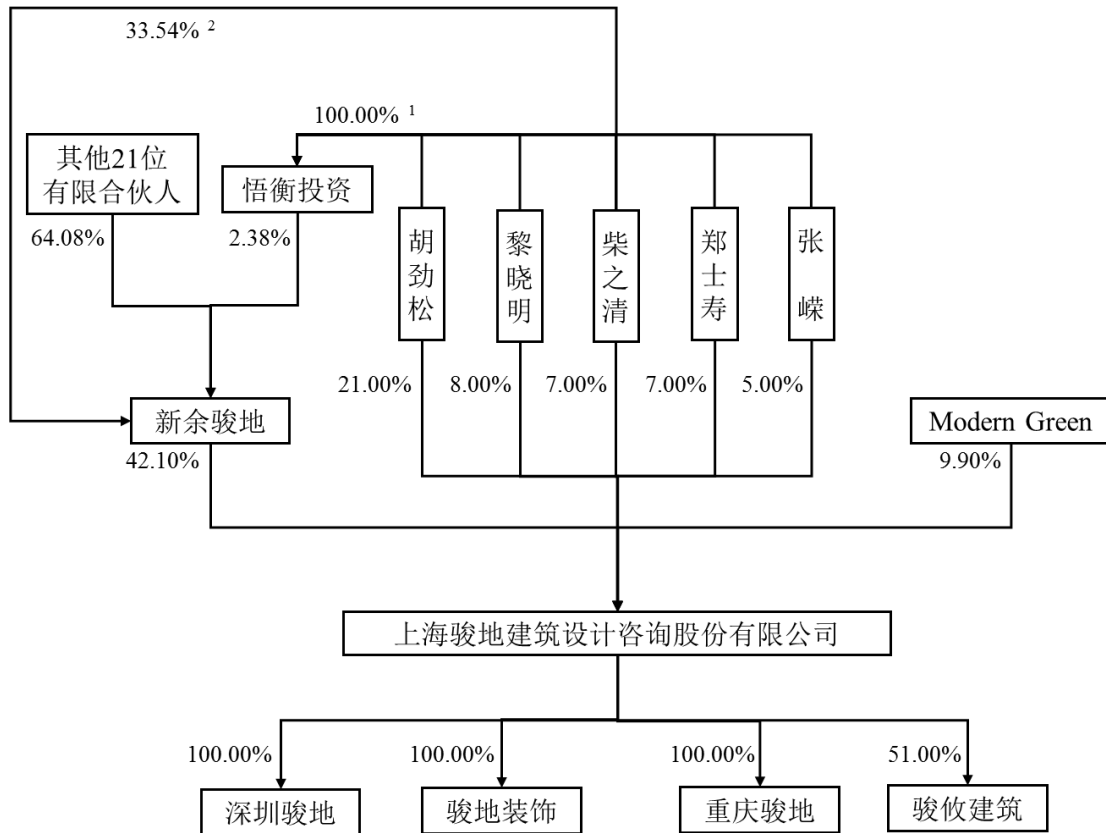 33.54% 2
100.00% 1
其他21位
有限合伙人
悟衡投资
64.08%
2.38%
胡劲松
黎晓明
柴之清
郑士寿
张嵘
21.00%
8.00%
7.00%
7.00%
5.00%
新余骏地
Modern Green
42.10%
9.90%
上海骏地建筑设计咨询股份有限公司
100.00%
100.00%
100.00%
51.00%
深圳骏地
骏地装饰
重庆骏地
骏攸建筑